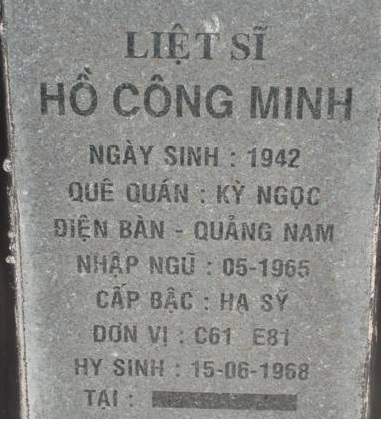 LIỆT SĨ
HỒ CÔNG MINH
NGÀY SINH : 1942
QUÊ QUÁN : KỲ NGỌC
ĐIỆN BÀN - QUẢNG NAM
NHẬP NGŨ : 05-1965
CẤP BẬC : HẠ SỸ
ĐƠN VỊ : C61 E81
HY SINH : 15-06-1968
TẠI :